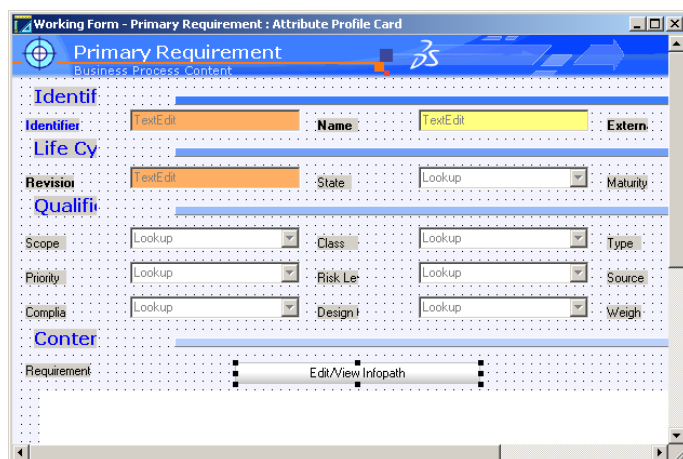 Working Form - Primary Requirement : Attribute Profile Card
Primary Requirement
Business Process Content
Identif
Identifier TextEdit Name TextEdit Extern
Life Cy
Revision TextEdit State Lookup Maturity
Qualifi
Scope Lookup Class Lookup Type
Priority Lookup Risk Le Lookup Source
Complia Lookup Design Lookup Weigh
Conter
Requirement Edit/View Infopath